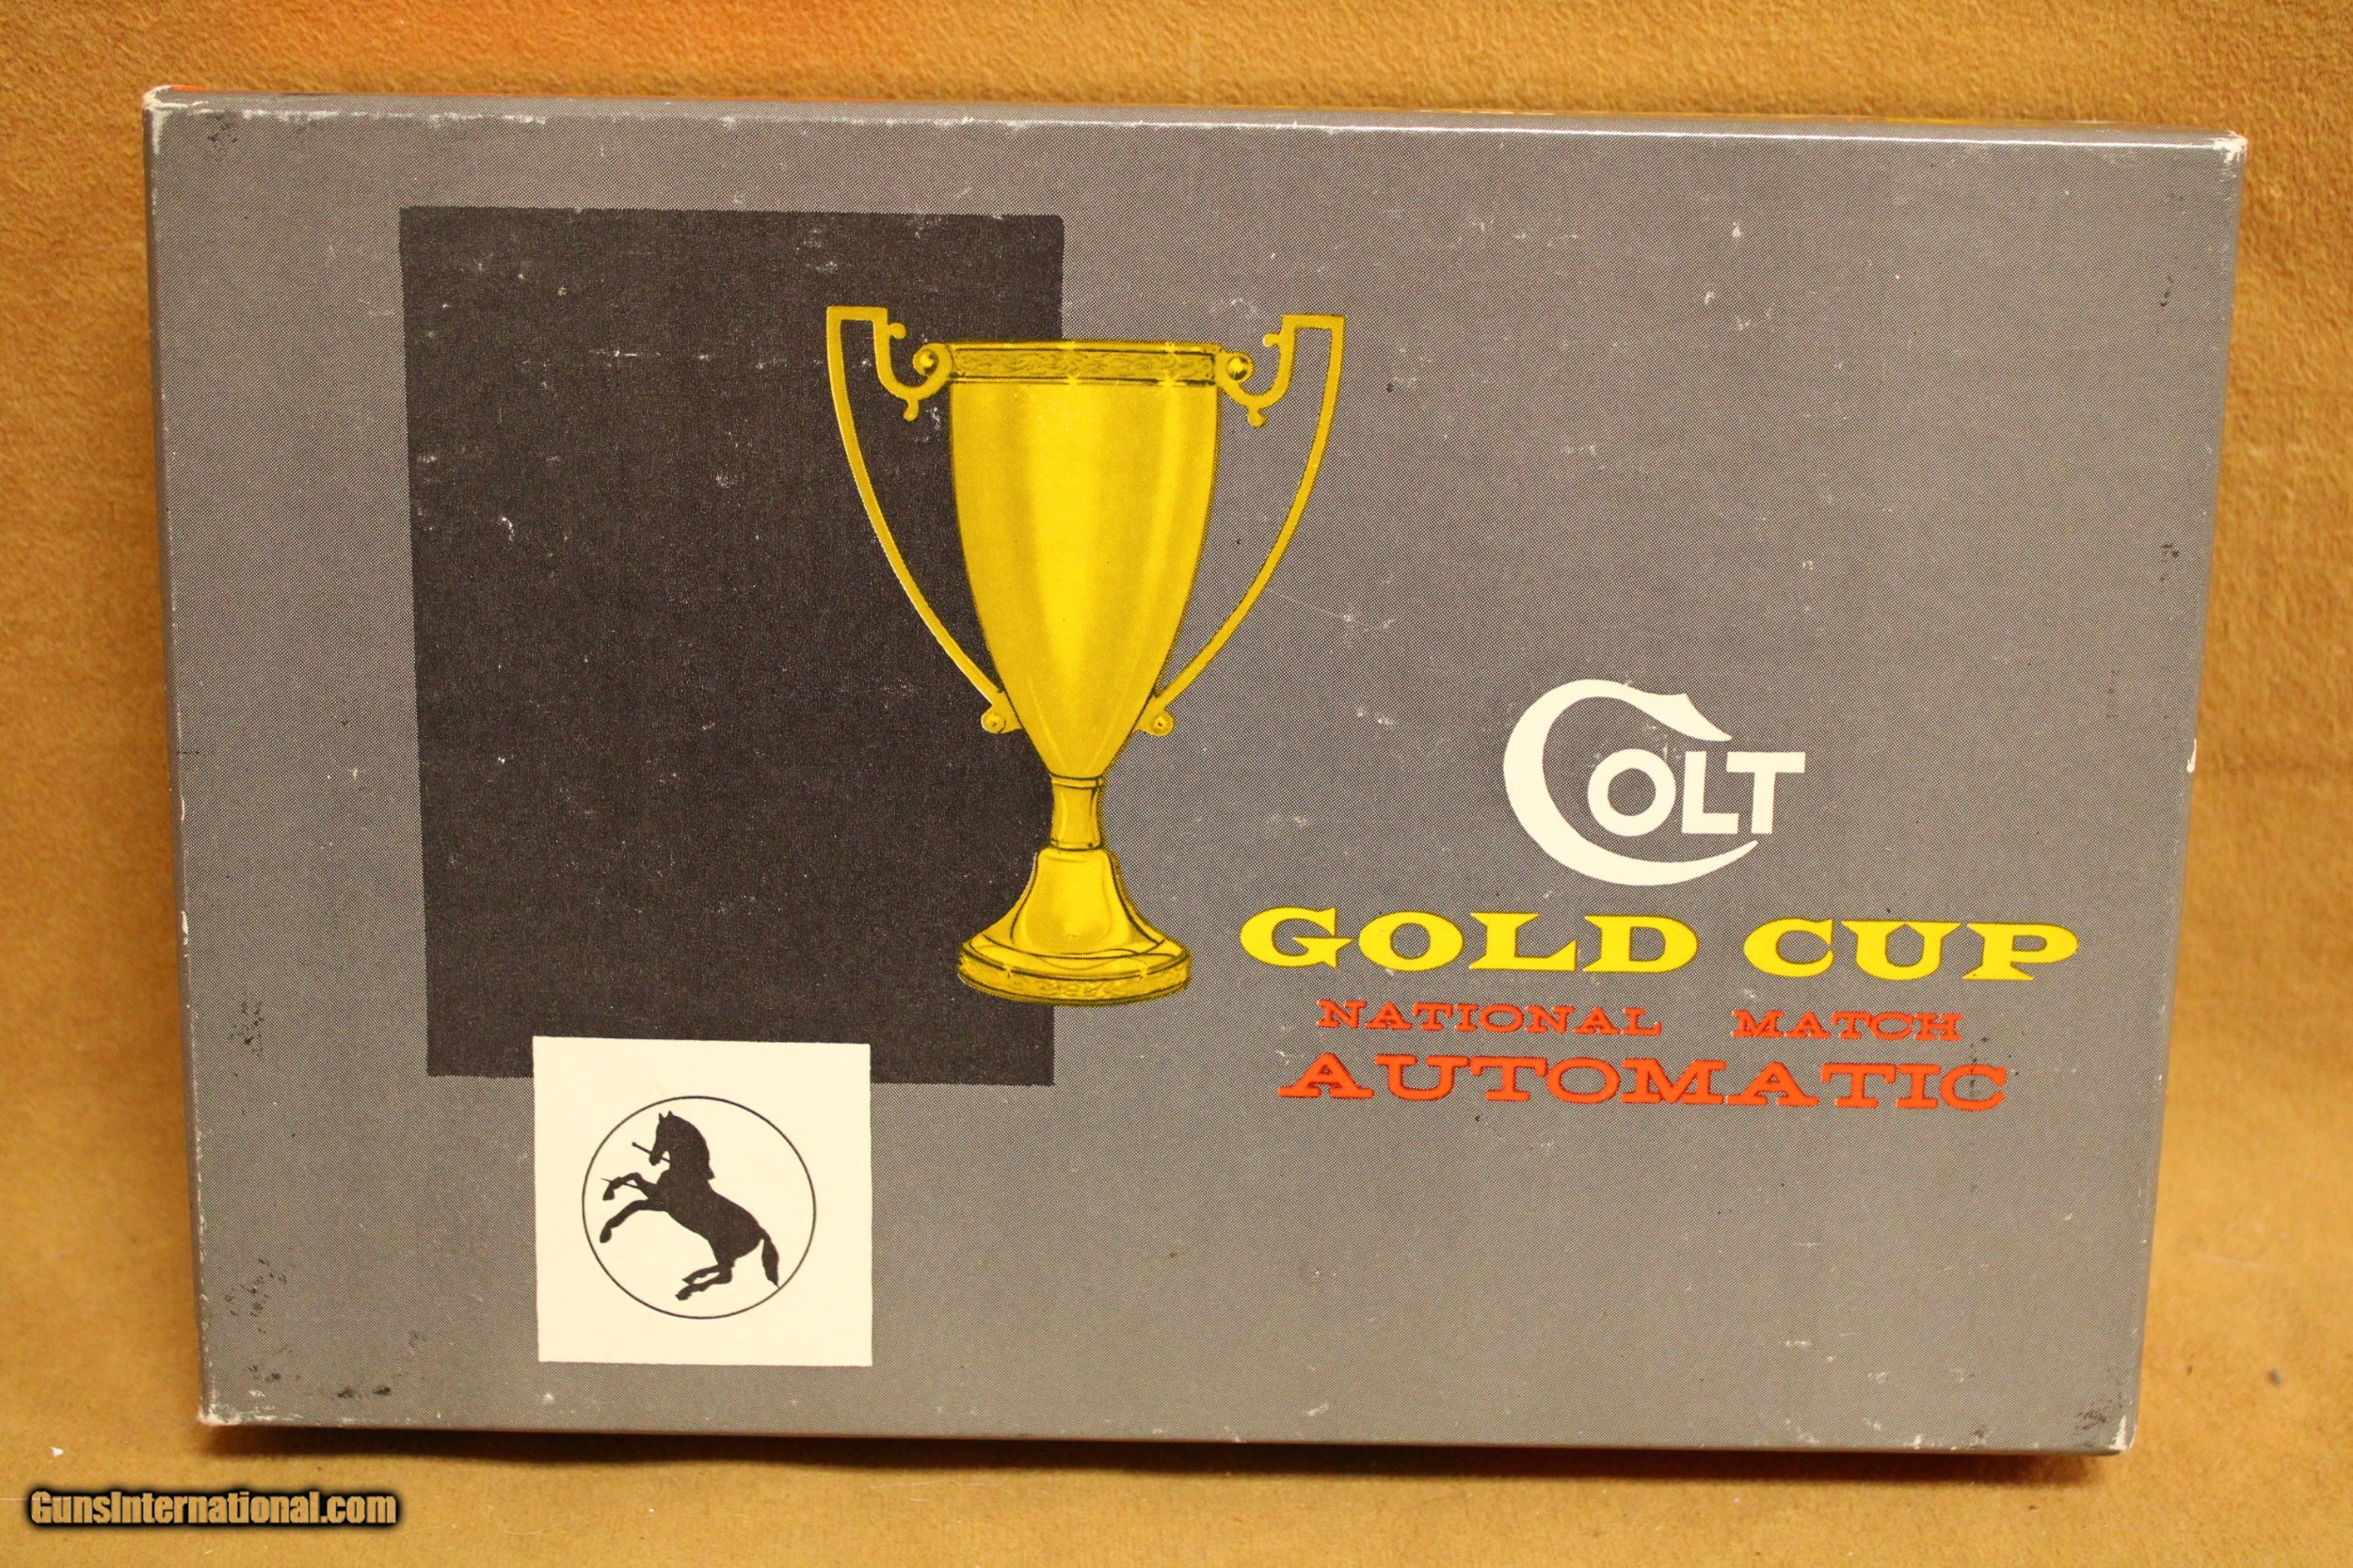 COLT
GOLD CUP
NATIONAL MATCH
AUTOMATIC
GunsInternational.com